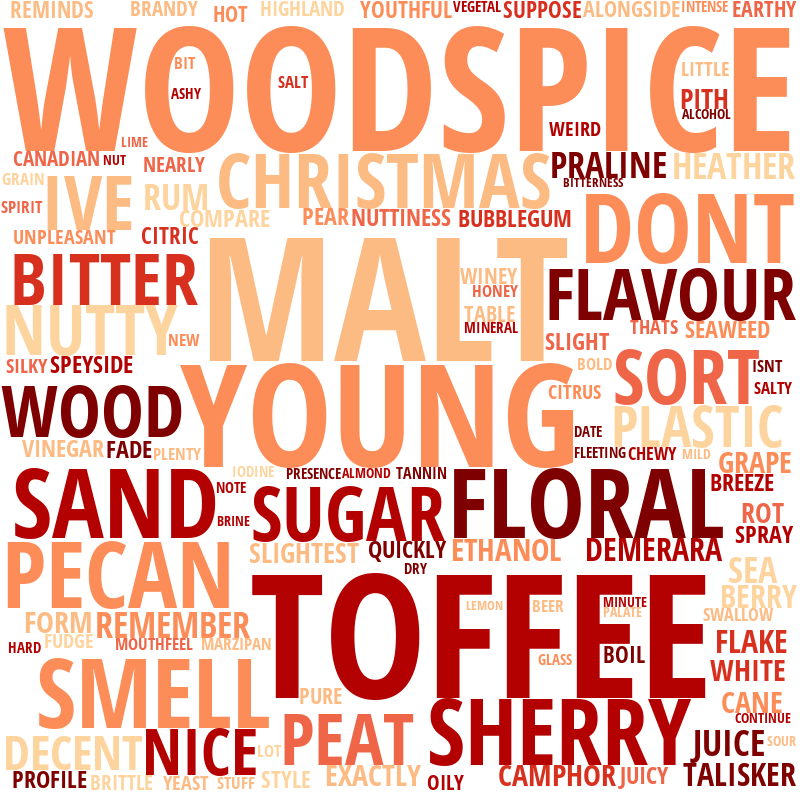 REMINDS BRANDY HOT HIGHLAND YOUTHFUL VEGETAL SUPPOSE ALONGSIDE INTENSE EARTHY
WOODSPICE
BIT
LITTLE
SALT
ASHY
PITH
ALCOHOL
WEIRD
LIME
CANADIAN NUT NEARLY CHRISTMAS PRALINE HEATHER
GRAIN IVE RUM BITTERNESS
SPIRIT COMPARE PEAR NUTTINESS BUBBLEGUM DONT
UNPLEASANT CITRIC
MALT
BITTER WINEY FLAVOUR
HONEY
NUTTY TABLE
MINERAL THATS SEAWEED
NEW SLIGHT
SILKY SPEYSIDE YOUNG BOLD SORT ISNT
CITRUS SALTY
WOOD PLASTIC
DATE
VINEGAR FADE PLENTY FLEETING CHEWY MILD GRAPE
IODINE PRESENCE ALMOND TANNIN
SAND NOTE SUGAR FLORAL BREEZE
BRINE ROT
SPRAY
SLIGHTEST QUICKLY ETHANOL DEMERARA
DRY
PECAN TOFFEE SEA
BERRY
LEMON BEER MINUTE
PALATE SWALLOW
FORM REMEMBER
HARD FUDGE MOUTHFEEL MARZIPAN FLAKE
GLASS BOIL WHITE
SMELL PURE
CANE
CONTINUE
DECENT NICE LOT PEAT SHERRY JUICE SOUR
PROFILE BRITTLE YEAST STUFF STYLE EXACTLY OILY CAMPHOR JUICY TALISKER